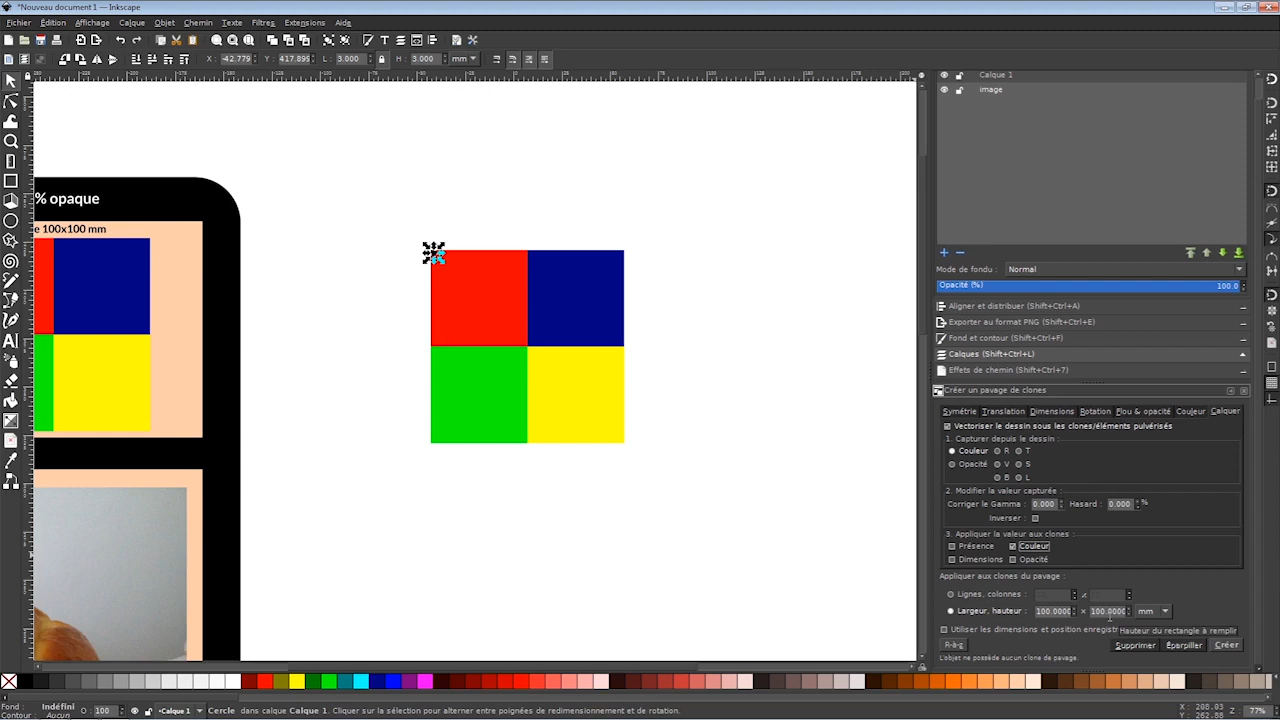 *Nouveau document1 — Inkscape
Fichier Édition Affichage Calque Objet Chemin Texte Filtres Extensions Aide
X : -42.779 Y : 417.899 L : 3.000 H : 3.000 mm
% opaque
e 100x100 mm
Calque 1
image
Mode de fondu : Normal
Opacité (%) 100.0
Aligner et distribuer (Shift+Ctrl+A)
Exporter au format PNG (Shift+Ctrl+E)
Fond et contour (Shift+Ctrl+F)
Calques (Shift+Ctrl+L)
Effets de chemin (Shift+Ctrl+7)
Créer un pavage de clones
Symétrie Translation Dimensions Rotation Flou & opacité Couleur Calquer
Vectoriser le dessin sous les clones/éléments pulvérisés
1. Capturer depuis le dessin :
Couleur R T
Opacité V S
B L
2. Modifier la valeur capturée :
Corriger le Gamma : 0.000 Hasard : 0.000 %
Inverser :
3. Appliquer la valeur aux clones :
Présence Couleur
Dimensions Opacité
Appliquer aux clones du pavage :
Lignes, colonnes :
Largeur, hauteur : 100.0000 × 100.0000 mm
Utiliser les dimensions et position enregistr
Hauteur du rectangle à remplir
R-à-z Supprimer Éparpiller Créer
L'objet ne possède aucun clone de pavage.
Fond : Indéfini
Contour : Aucun
O : 100
•Calque 1
Cercle dans calque Calque 1. Cliquer sur la sélection pour alterner entre poignées de redimensionnement et de rotation.
X : 208.03
Y : 262.88
Z : 77%